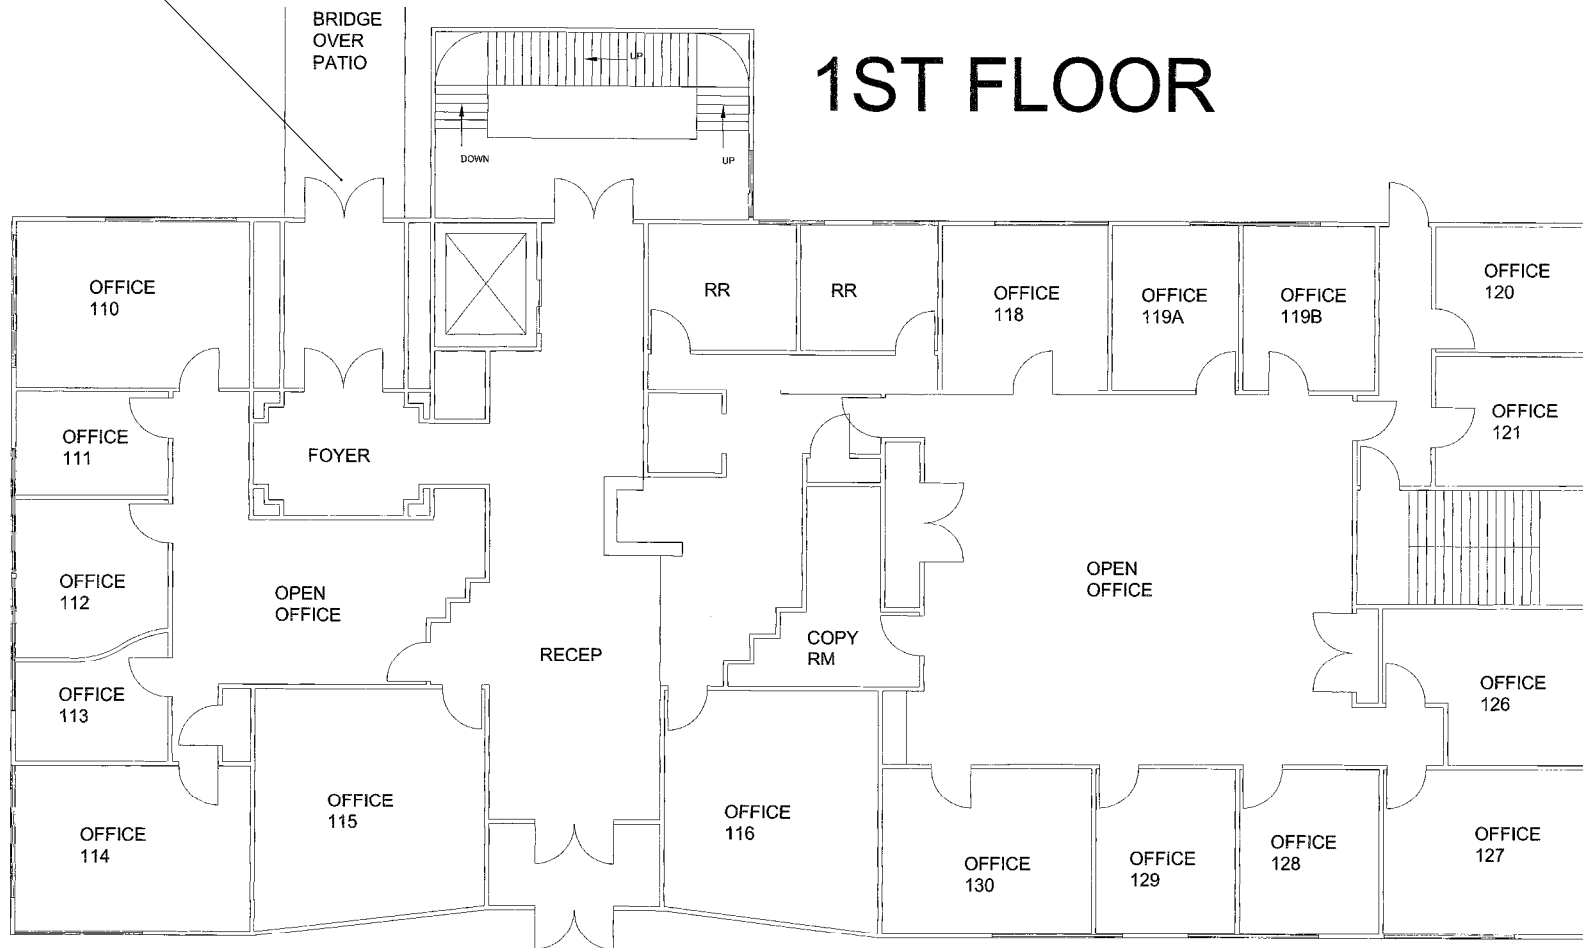 BRIDGE
OVER
PATIO
UP
1ST FLOOR
DOWN
UP
OFFICE
110
RR
RR
OFFICE
118
OFFICE
119A
OFFICE
119B
OFFICE
120
OFFICE
111
FOYER
OFFICE
121
OFFICE
112
OPEN
OFFICE
OPEN
OFFICE
RECEP
COPY
RM
OFFICE
113
OFFICE
126
OFFICE
114
OFFICE
115
OFFICE
116
OFFICE
130
OFFICE
129
OFFICE
128
OFFICE
127